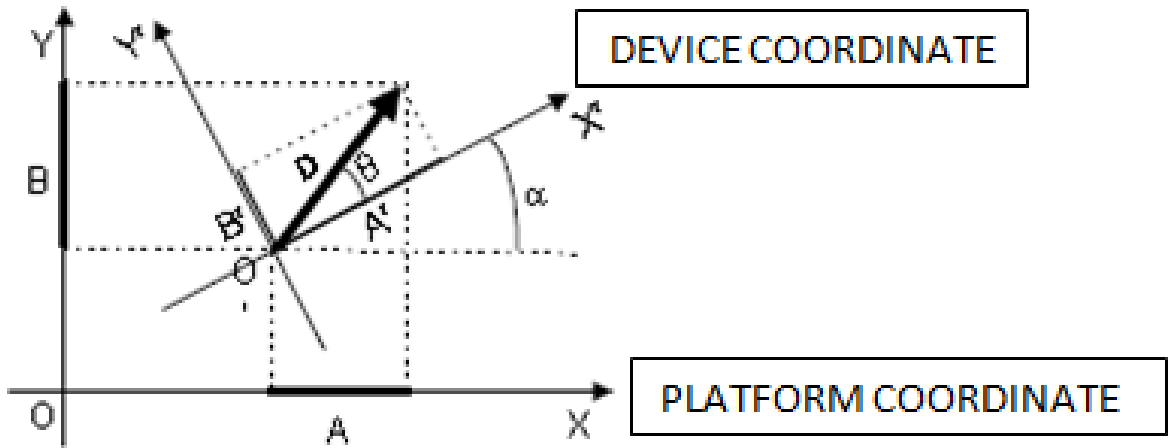 Y
Y'
DEVICE COORDINATE
X'
D
β
B
B'
A'
α
O'
O
A
X
PLATFORM COORDINATE